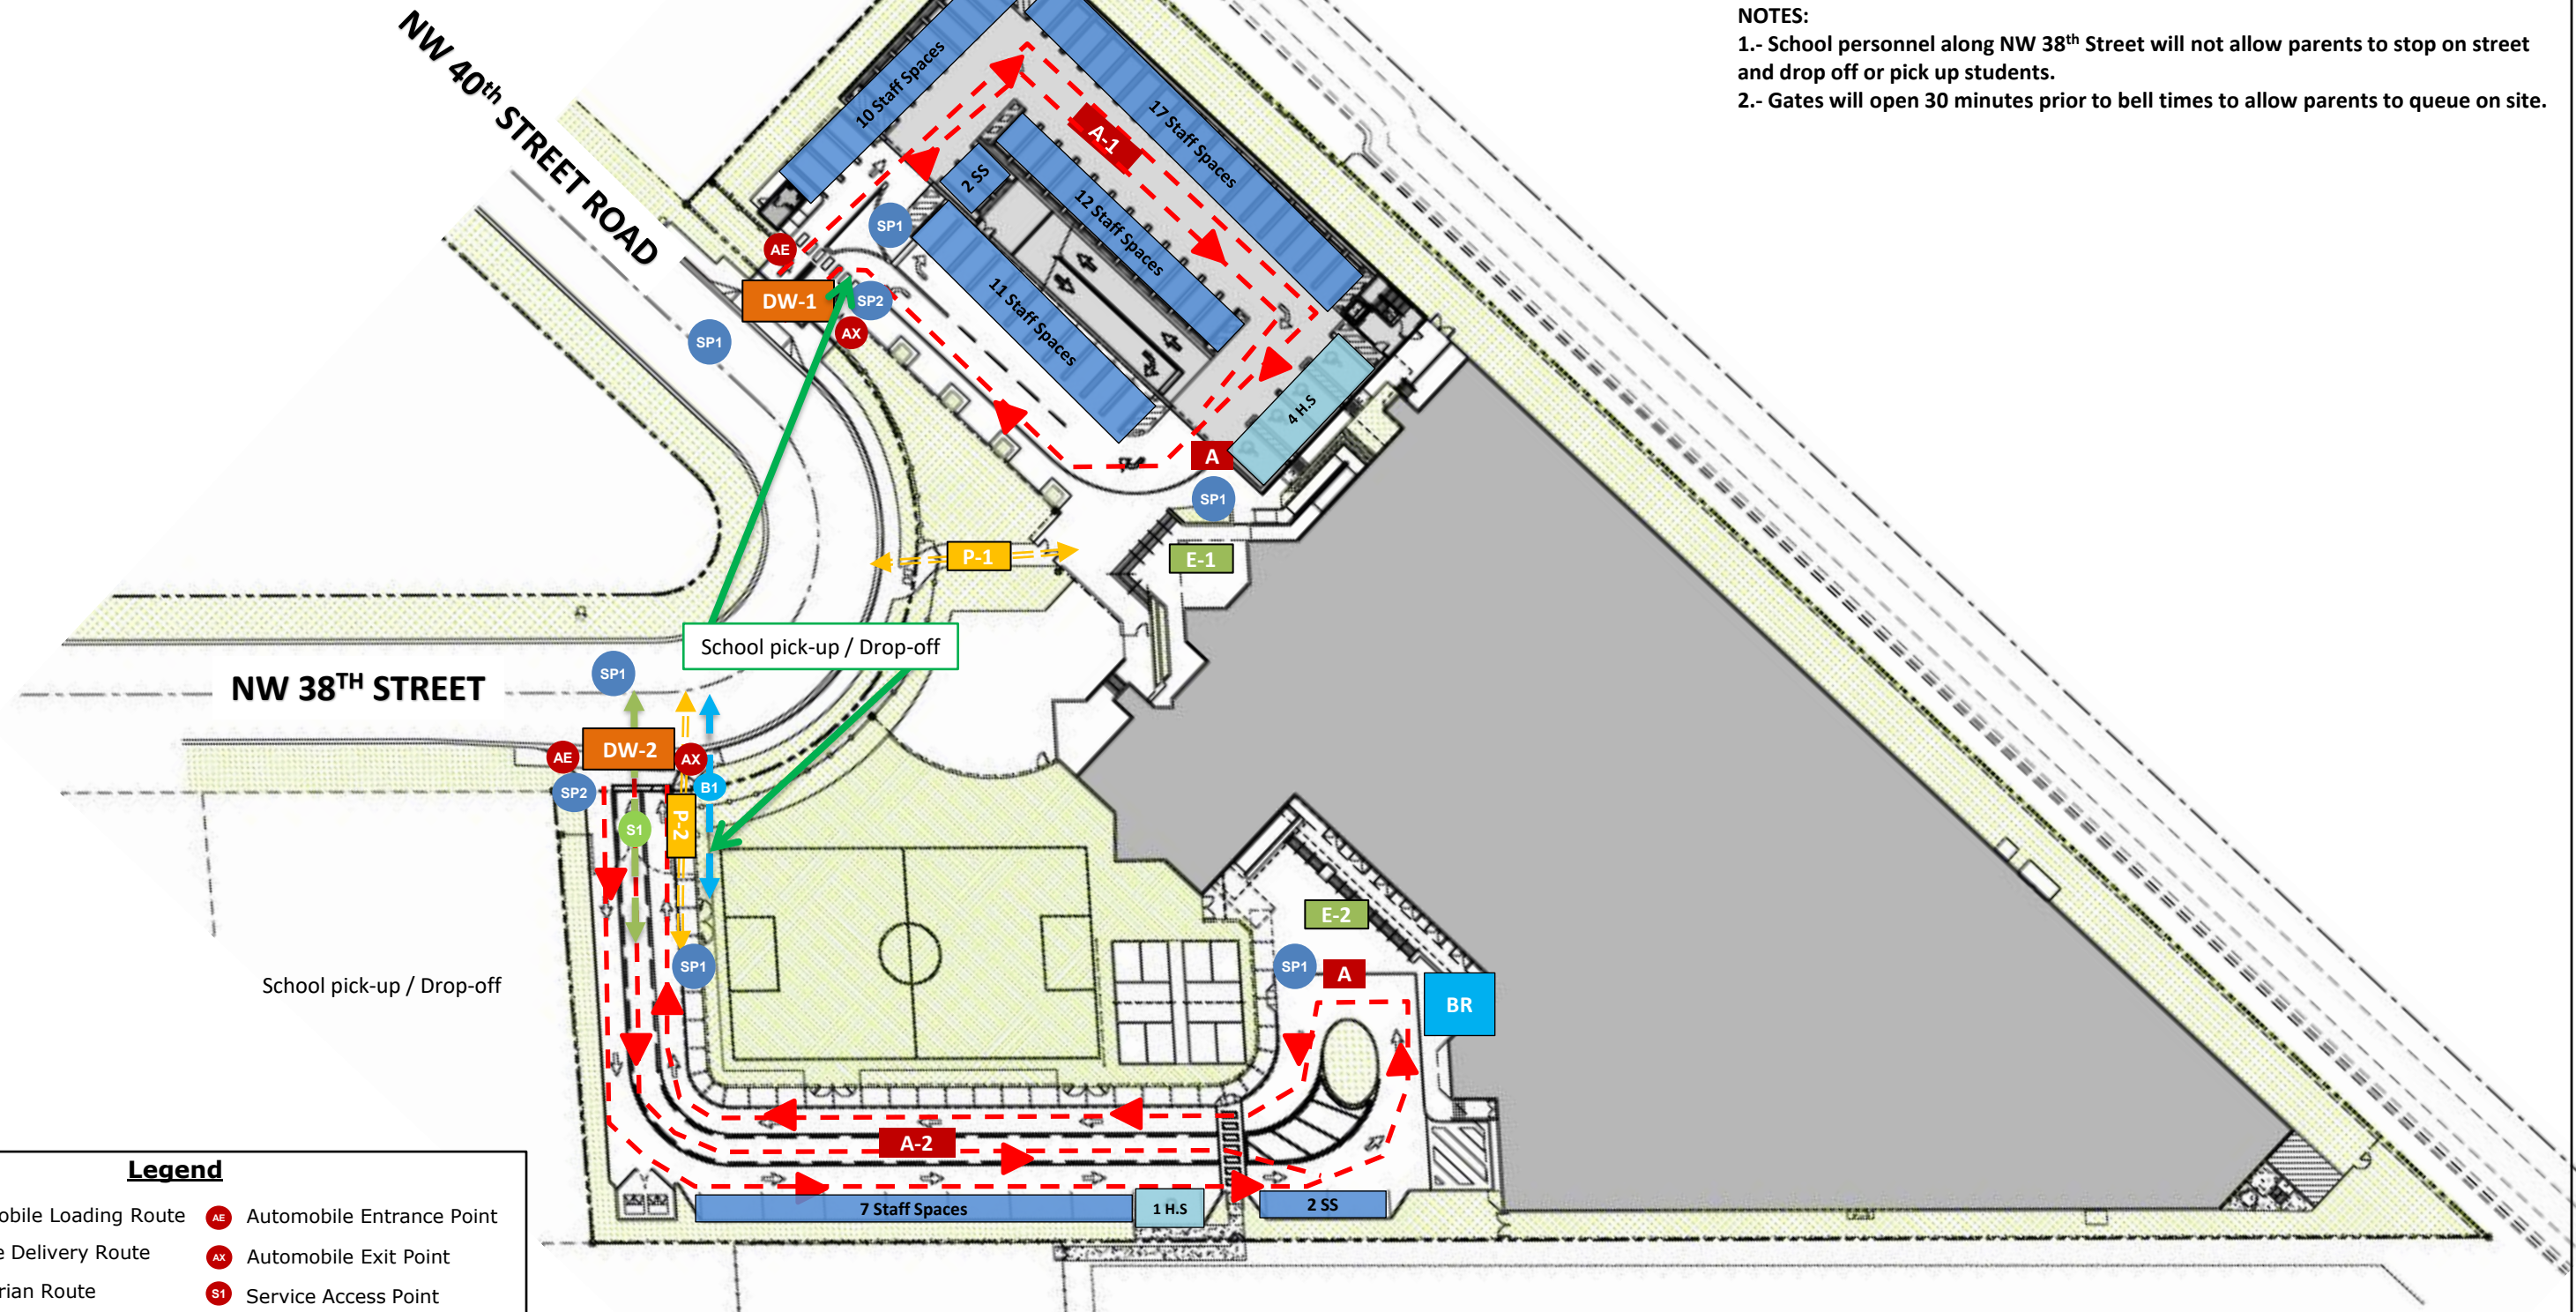 NOTES:
1.- School personnel along NW 38th Street will not allow parents to stop on street
and drop off or pick up students.
2.- Gates will open 30 minutes prior to bell times to allow parents to queue on site.
NW 40th STREET ROAD
10 Staff Spaces
17 Staff Spaces
A-1
2 SS
12 Staff Spaces
SP1
AE
DW-1
SP2
11 Staff Spaces
AX
SP1
4 H.S
A
SP1
P-1
E-1
School pick-up / Drop-off
SP1
NW 38TH STREET
DW-2
AE
AX
SP2
B1
S1
P-2
E-2
SP1
SP1
A
School pick-up / Drop-off
BR
A-2
7 Staff Spaces
1 H.S
2 SS
Legend
obile Loading Route
AE Automobile Entrance Point
e Delivery Route
AX Automobile Exit Point
rian Route
S1 Service Access Point